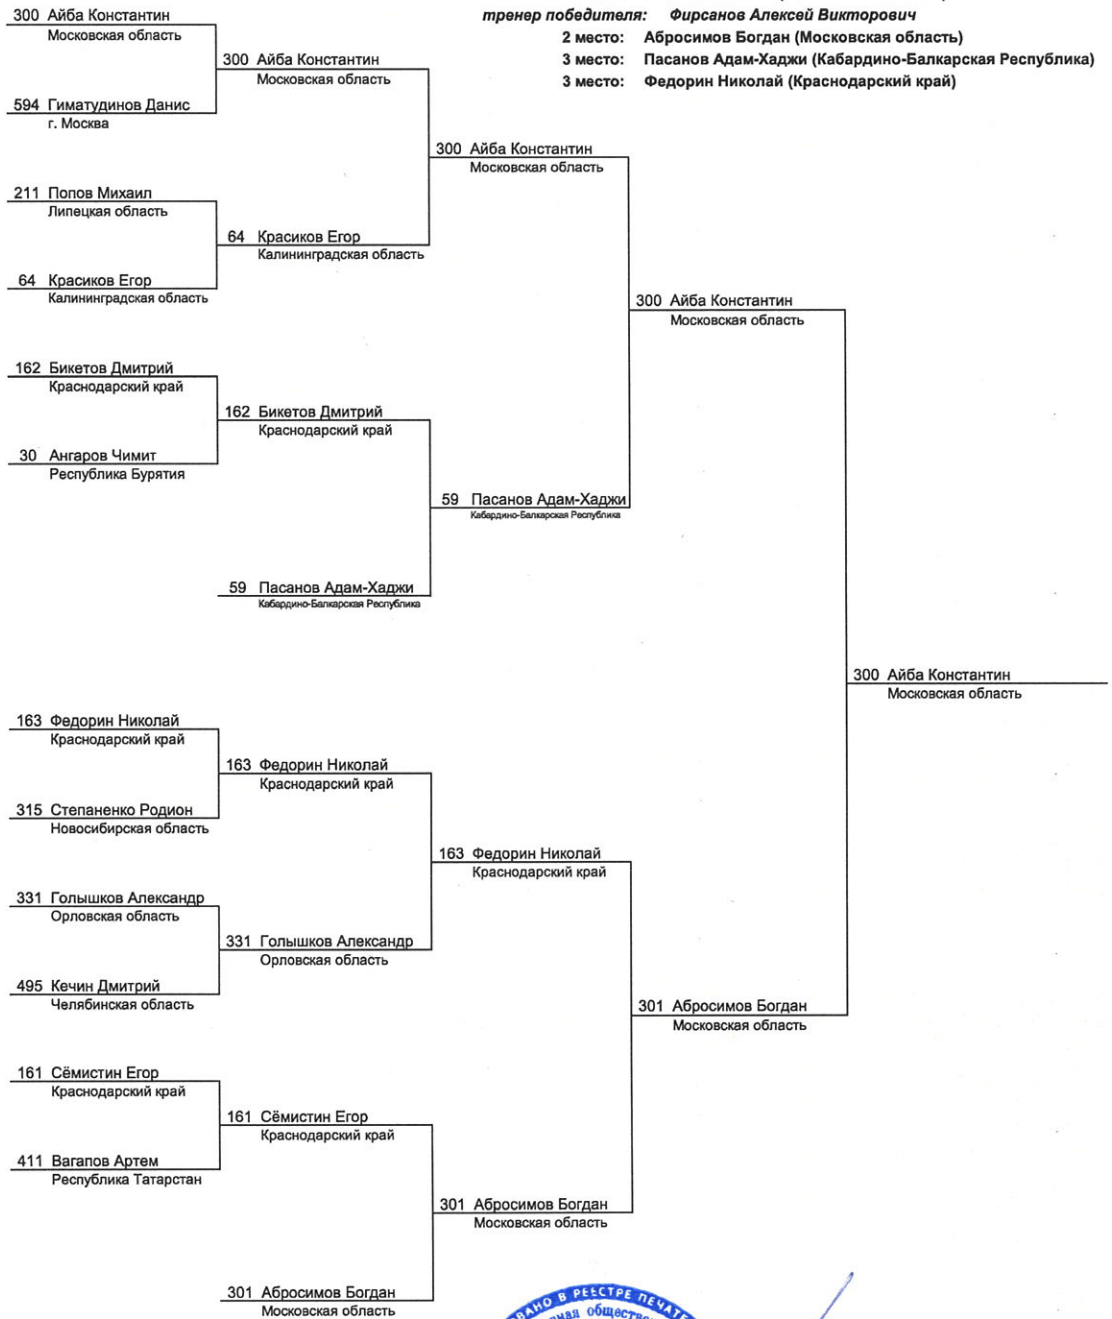 тренер победителя: Фирсанов Алексей Викторович
2 место: Абросимов Богдан (Московская область)
3 место: Пасанов Адам-Хаджи (Кабардино-Балкарская Республика)
3 место: Федорин Николай (Краснодарский край)
300 Айба Константин
Московская область
594 Гиматудинов Данис
г. Москва
211 Попов Михаил
Липецкая область
64 Красиков Егор
Калининградская область
162 Бикетов Дмитрий
Краснодарский край
30 Ангаров Чимит
Республика Бурятия
163 Федорин Николай
Краснодарский край
315 Степаненко Родион
Новосибирская область
331 Голышков Александр
Орловская область
495 Кечин Дмитрий
Челябинская область
161 Сёмистин Егор
Краснодарский край
411 Вагапов Артем
Республика Татарстан
300 Айба Константин
Московская область
64 Красиков Егор
Калининградская область
162 Бикетов Дмитрий
Краснодарский край
59 Пасанов Адам-Хаджи
Кабардино-Балкарская Республика
163 Федорин Николай
Краснодарский край
331 Голышков Александр
Орловская область
161 Сёмистин Егор
Краснодарский край
301 Абросимов Богдан
Московская область
300 Айба Константин
Московская область
59 Пасанов Адам-Хаджи
Кабардино-Балкарская Республика
163 Федорин Николай
Краснодарский край
301 Абросимов Богдан
Московская область
300 Айба Константин
Московская область
301 Абросимов Богдан
Московская область
300 Айба Константин
Московская область
В РЕЕСТРЕ